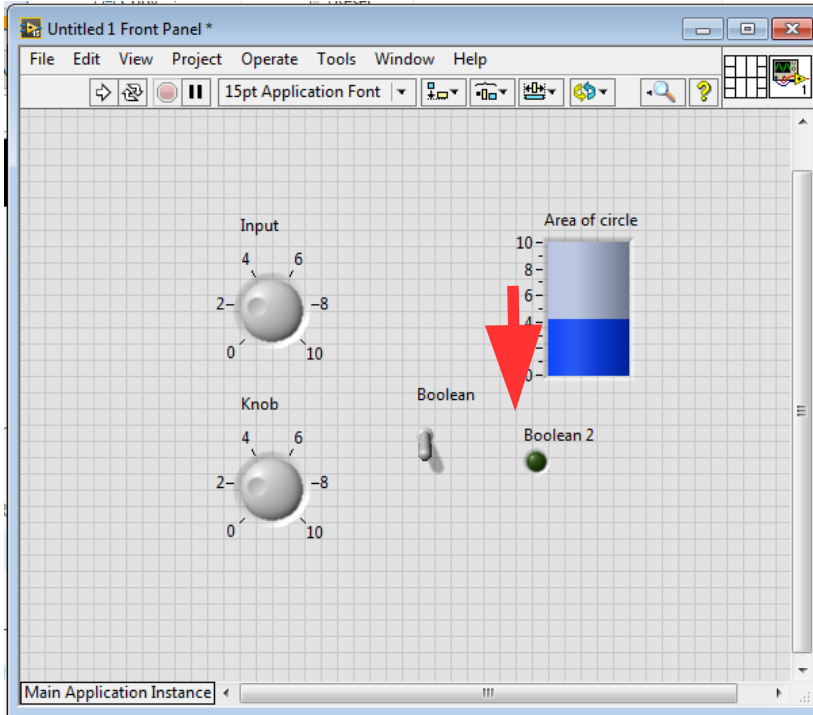 Untitled 1 Front Panel *
File Edit View Project Operate Tools Window Help
15pt Application Font
1
Input
4 6
2 8
0 10
Area of circle
10
8
6
4
0
Knob
4 6
2 8
0 10
Boolean
Boolean 2
Main Application Instance